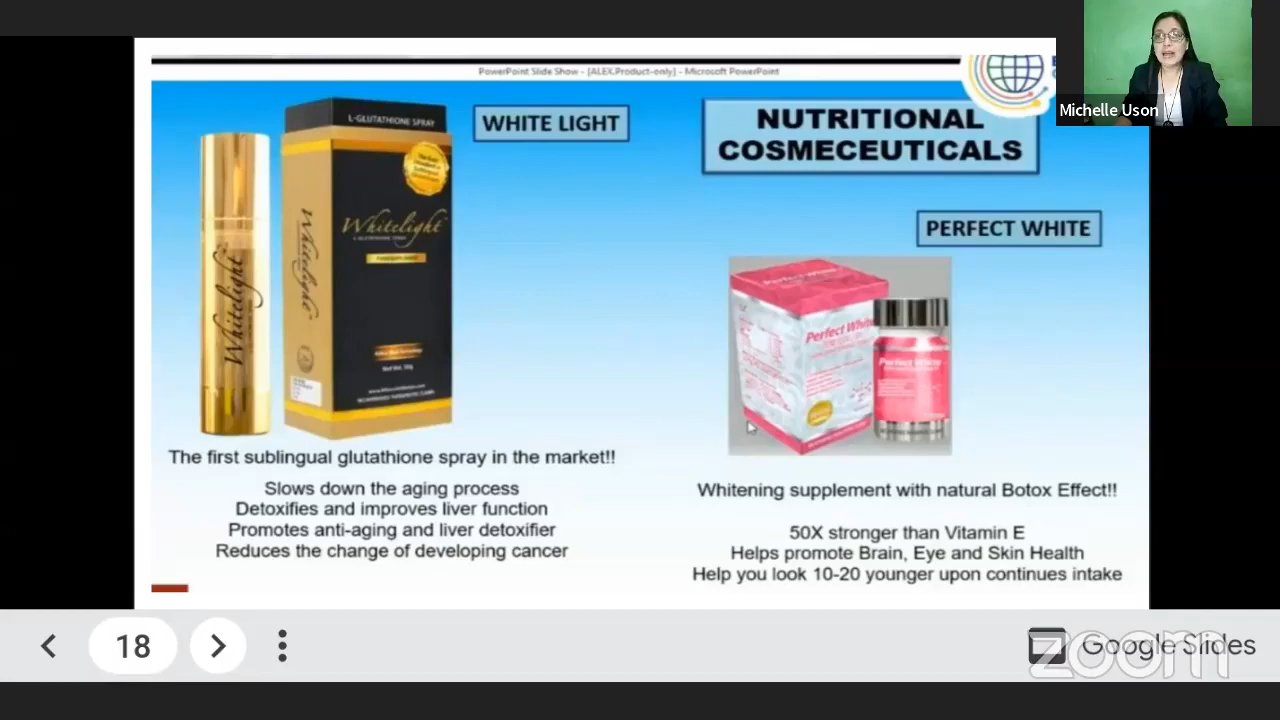 PowerPoint Slide Show - [ALEX.Product-only] - Microsoft PowerPoint
Michelle Uson
WHITE LIGHT
NUTRITIONAL
COSMECEUTICALS
PERFECT WHITE
L-GLUTATHIONE SPRAY
Whitelight
Whitelight
Whitelight
Perfect White
Perfect White
Perfect White
The first sublingual glutathione spray in the market!!
Slows down the aging process
Detoxifies and improves liver function
Promotes anti-aging and liver detoxifier
Reduces the change of developing cancer
Whitening supplement with natural Botox Effect!!
50X stronger than Vitamin E
Helps promote Brain, Eye and Skin Health
Help you look 10-20 younger upon continues intake
18
Google Slides
zoom